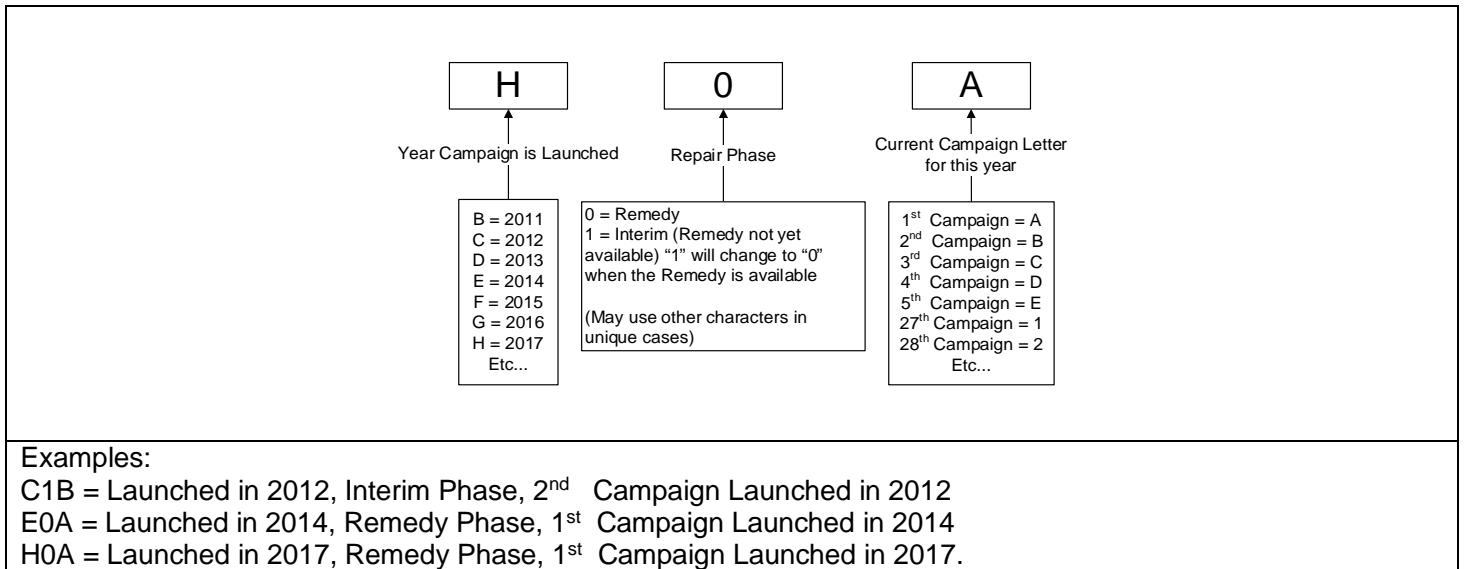 H
0
A
Year Campaign is Launched
Repair Phase
Current Campaign Letter
for this year
B = 2011
C = 2012
D = 2013
E = 2014
F = 2015
G = 2016
H = 2017
Etc...
0 = Remedy
1 = Interim (Remedy not yet
available) “1” will change to “0”
when the Remedy is available
(May use other characters in
unique cases)
1st Campaign = A
2nd Campaign = B
3rd Campaign = C
4th Campaign = D
5th Campaign = E
27th Campaign = 1
28th Campaign = 2
Etc...
Examples:
C1B = Launched in 2012, Interim Phase, 2nd Campaign Launched in 2012
E0A = Launched in 2014, Remedy Phase, 1st Campaign Launched in 2014
H0A = Launched in 2017, Remedy Phase, 1st Campaign Launched in 2017.